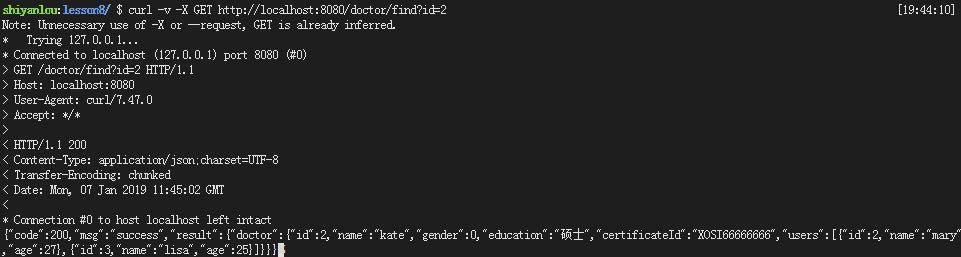 shiyanlou:lesson8/ $ curl -v -X GET http://localhost:8080/doctor/find?id=2 [19:44:10]
Note: Unnecessary use of -X or --request, GET is already inferred.
*   Trying 127.0.0.1...
* Connected to localhost (127.0.0.1) port 8080 (#0)
> GET /doctor/find?id=2 HTTP/1.1
> Host: localhost:8080
> User-Agent: curl/7.47.0
> Accept: */*
>
< HTTP/1.1 200
< Content-Type: application/json;charset=UTF-8
< Transfer-Encoding: chunked
< Date: Mon, 07 Jan 2019 11:45:02 GMT
<
* Connection #0 to host localhost left intact
{"code":200,"msg":"success","result":{"doctor":{"id":2,"name":"kate","gender":0,"education":"硕士","certificateId":"XOSI66666666","users":[{"id":2,"name":"mary"
,"age":27},{"id":3,"name":"lisa","age":25}]}}}